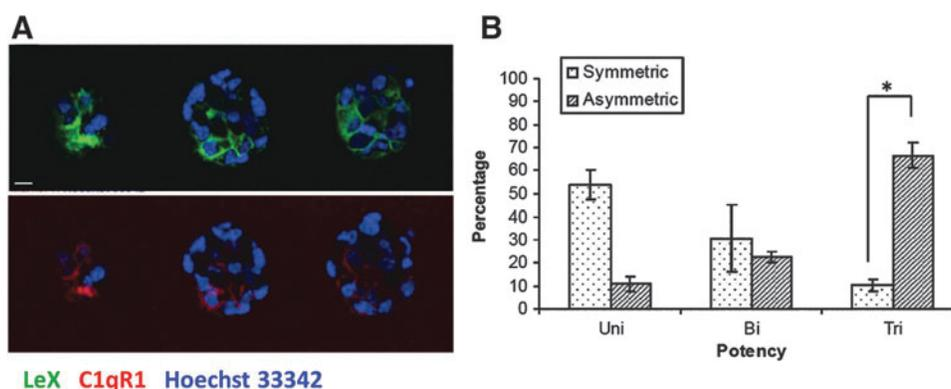 A
LeX C1qR1 Hoechst 33342
B
Symmetric
Asymmetric
*
100
90
80
70
60
50
40
30
20
10
0
Percentage
Uni Bi Tri
Potency